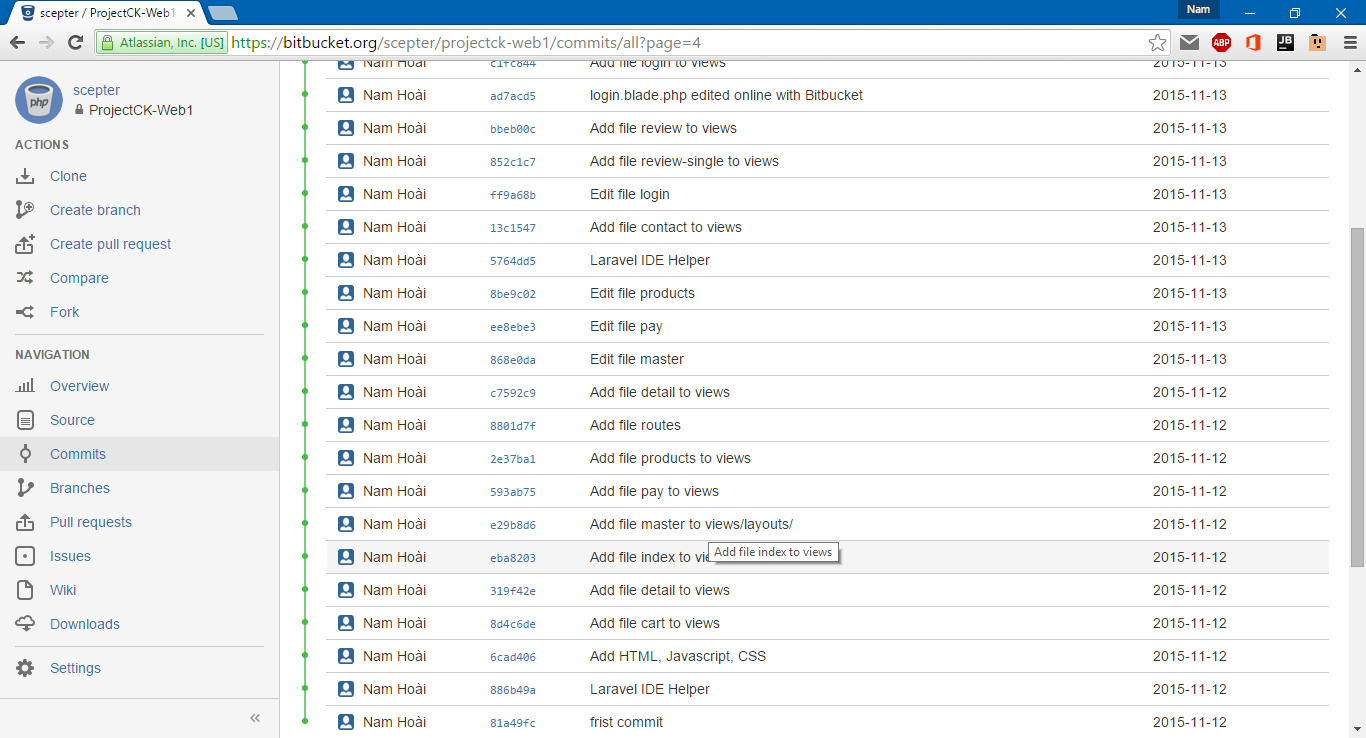 scepter / ProjectCK-Web1
Nam
Atlassian, Inc. [US] https://bitbucket.org/scepter/projectck-web1/commits/all?page=4
ABP
JB
php
scepter
ProjectCK-Web1
ACTIONS
Clone
Create branch
Create pull request
Compare
Fork
NAVIGATION
Overview
Source
Commits
Branches
Pull requests
Issues
Wiki
Downloads
Settings
Nam Hoài c1fc844 Add file login to views 2015-11-13
Nam Hoài ad7acd5 login.blade.php edited online with Bitbucket 2015-11-13
Nam Hoài bbeb00c Add file review to views 2015-11-13
Nam Hoài 852c1c7 Add file review-single to views 2015-11-13
Nam Hoài ff9a68b Edit file login 2015-11-13
Nam Hoài 13c1547 Add file contact to views 2015-11-13
Nam Hoài 5764dd5 Laravel IDE Helper 2015-11-13
Nam Hoài 8be9c02 Edit file products 2015-11-13
Nam Hoài ee8ebe3 Edit file pay 2015-11-13
Nam Hoài 868e0da Edit file master 2015-11-13
Nam Hoài c7592c9 Add file detail to views 2015-11-12
Nam Hoài 8801d7f Add file routes 2015-11-12
Nam Hoài 2e37ba1 Add file products to views 2015-11-12
Nam Hoài 593ab75 Add file pay to views 2015-11-12
Nam Hoài e29b8d6 Add file master to views/layouts/ 2015-11-12
Nam Hoài eba8203 Add file index to vie 2015-11-12
Add file index to views
Nam Hoài 319f42e Add file detail to views 2015-11-12
Nam Hoài 8d4c6de Add file cart to views 2015-11-12
Nam Hoài 6cad406 Add HTML, Javascript, CSS 2015-11-12
Nam Hoài 886b49a Laravel IDE Helper 2015-11-12
Nam Hoài 81a49fc frist commit 2015-11-12